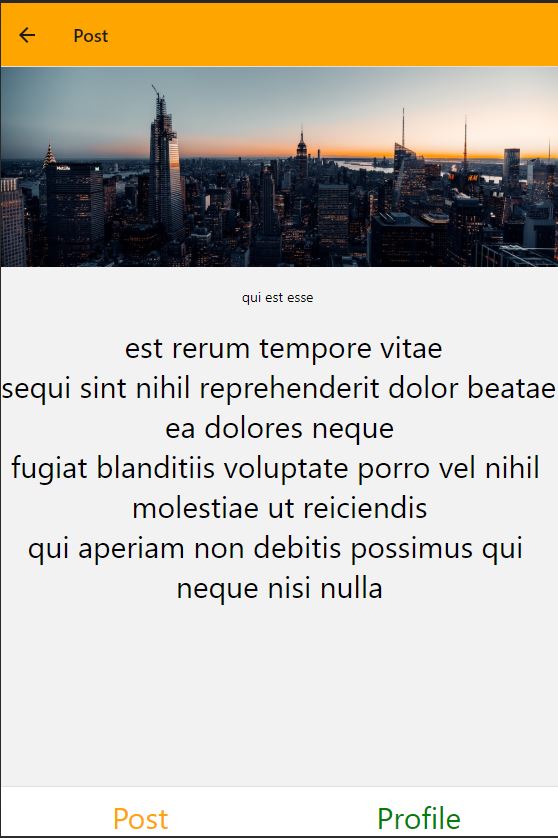 Post
MetLife
qui est esse
est rerum tempore vitae
sequi sint nihil reprehenderit dolor beatae
ea dolores neque
fugiat blanditiis voluptate porro vel nihil
molestiae ut reiciendis
qui aperiam non debitis possimus qui
neque nisi nulla
Post
Profile